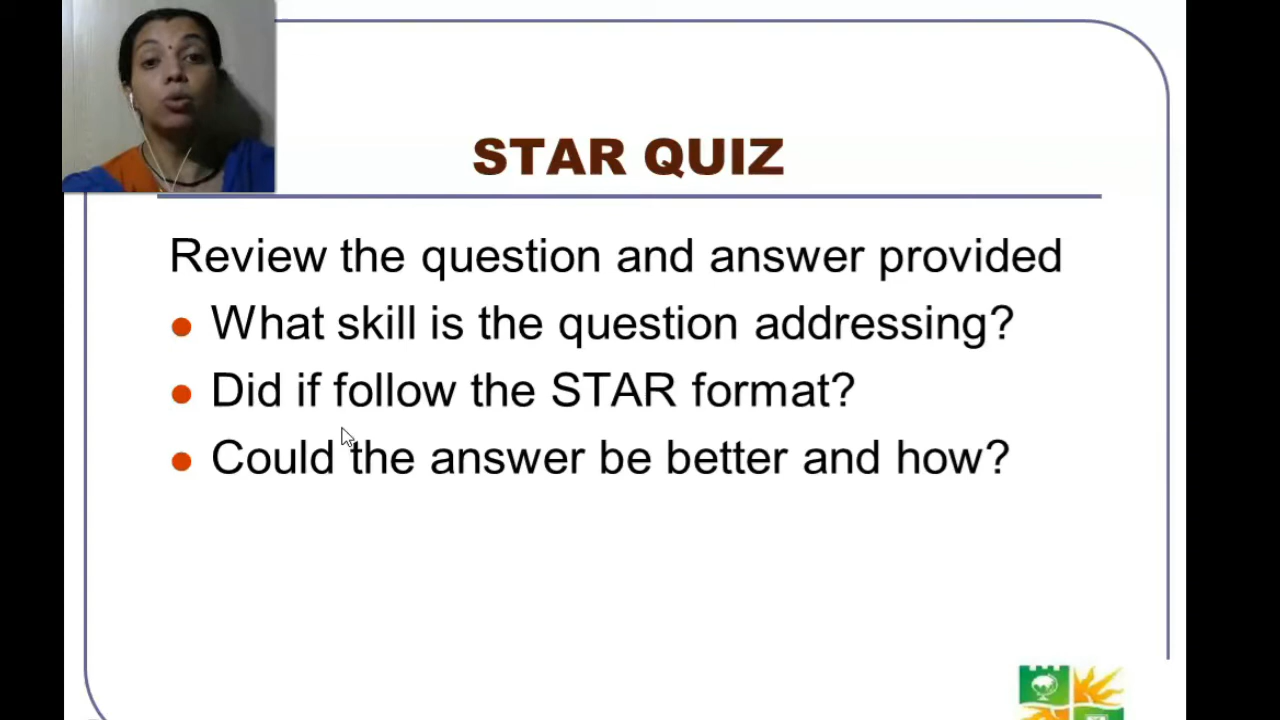 STAR QUIZ
Review the question and answer provided
What skill is the question addressing?
Did if follow the STAR format?
Could the answer be better and how?